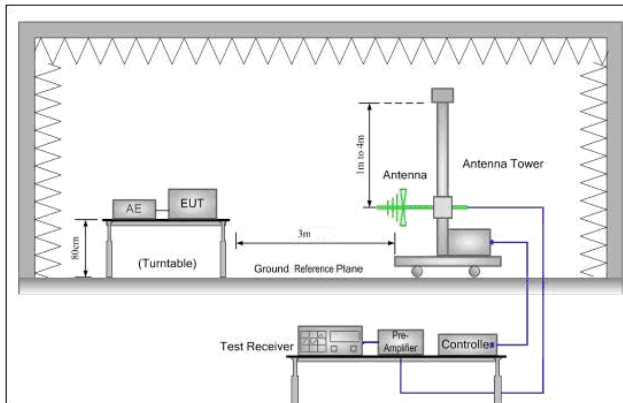 1m to 4m
Antenna
Antenna Tower
AE
EUT
80cm
(Turntable)
3m
Ground Reference Plane
Test Receiver
Pre-
Amplifier
Controller